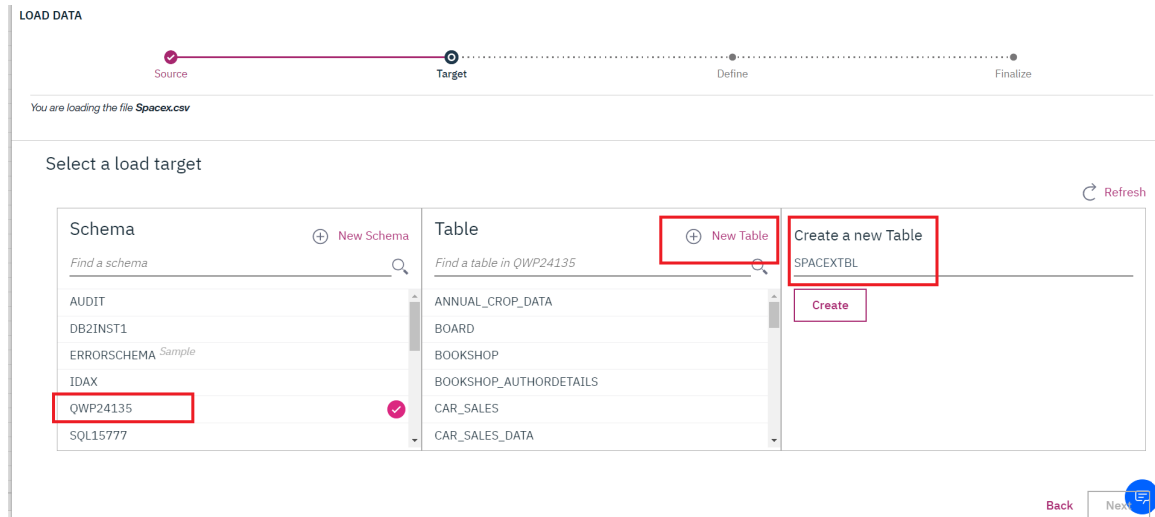 LOAD DATA
Source
Target
Define
Finalize
You are loading the file Spacex.csv
Select a load target
Refresh
Schema
New Schema
Find a schema
AUDIT
DB2INST1
ERRORSCHEMA Sample
IDAX
QWP24135
SQL15777
Table
New Table
Find a table in QWP24135
ANNUAL_CROP_DATA
BOARD
BOOKSHOP
BOOKSHOP_AUTHORDETAILS
CAR_SALES
CAR_SALES_DATA
Create a new Table
SPACEXTBL
Create
Back
Next